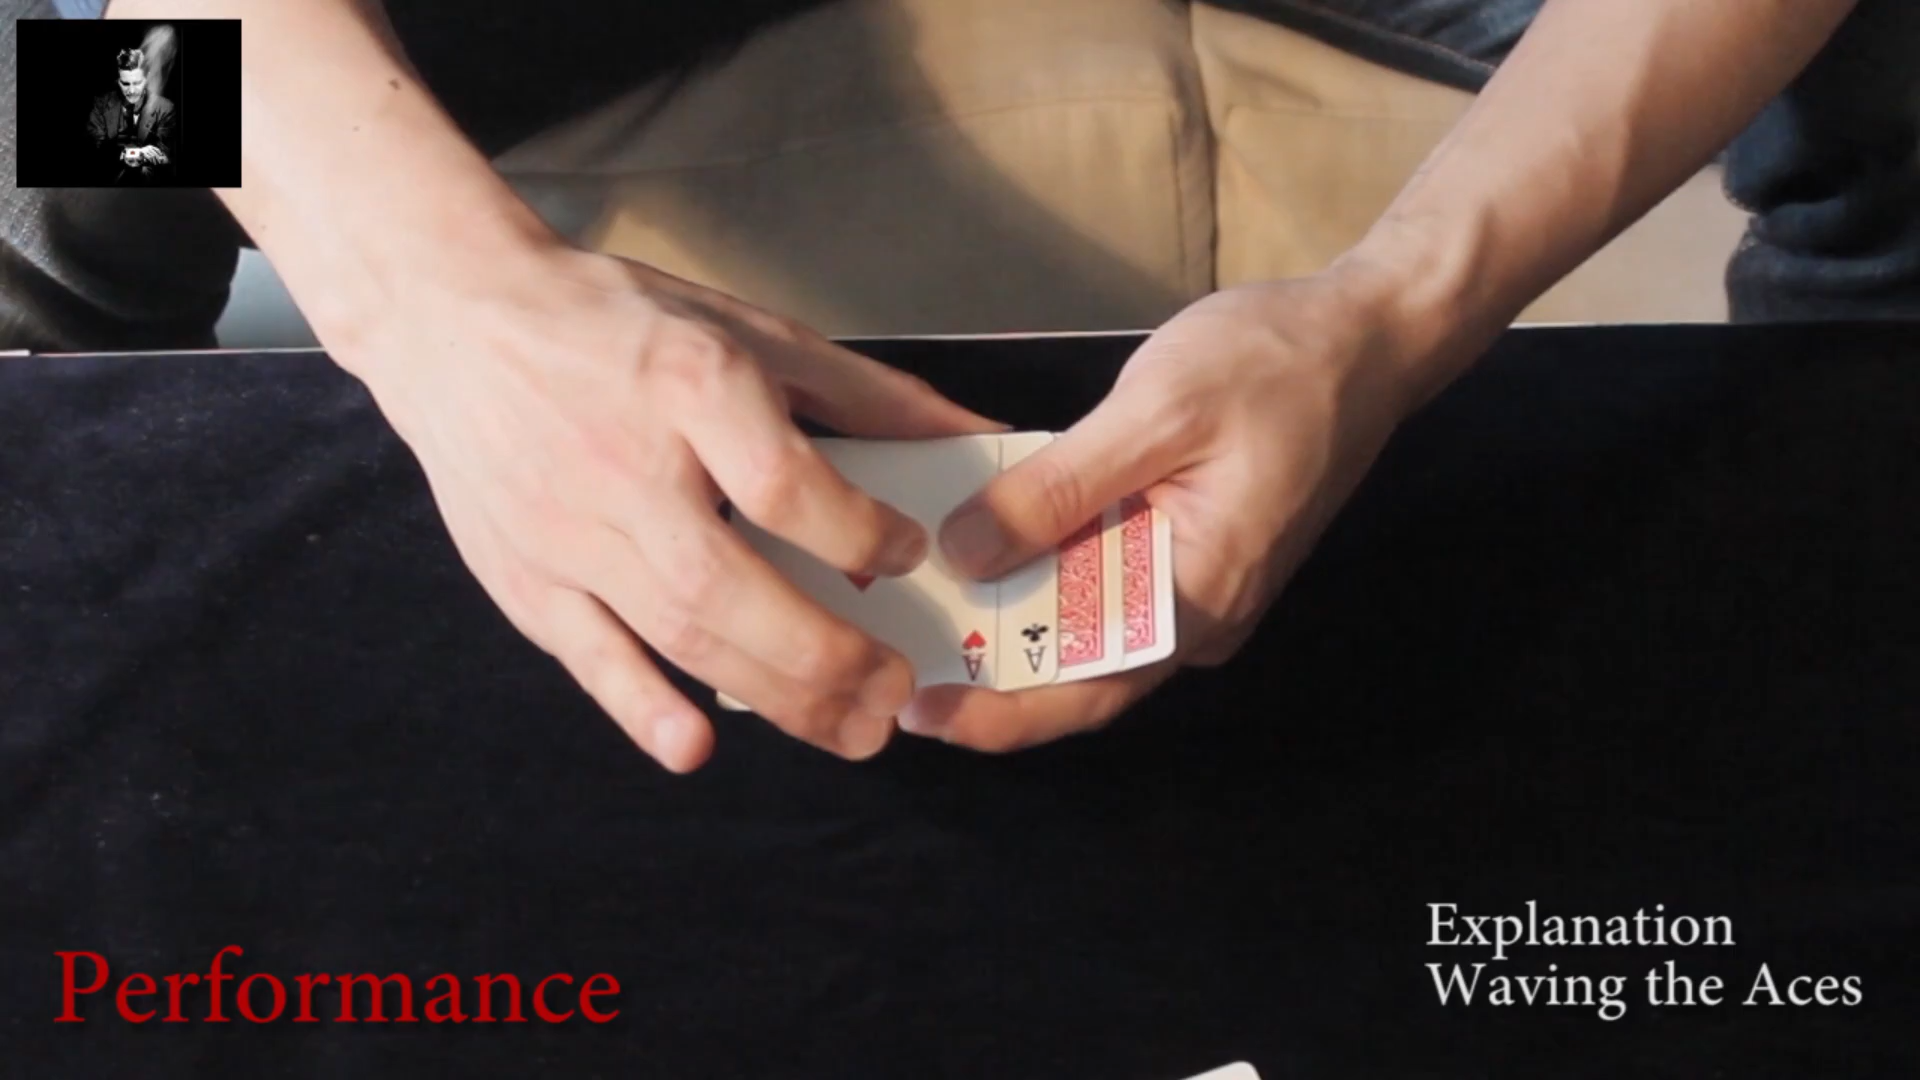 A
A
Performance
Explanation
Waving the Aces